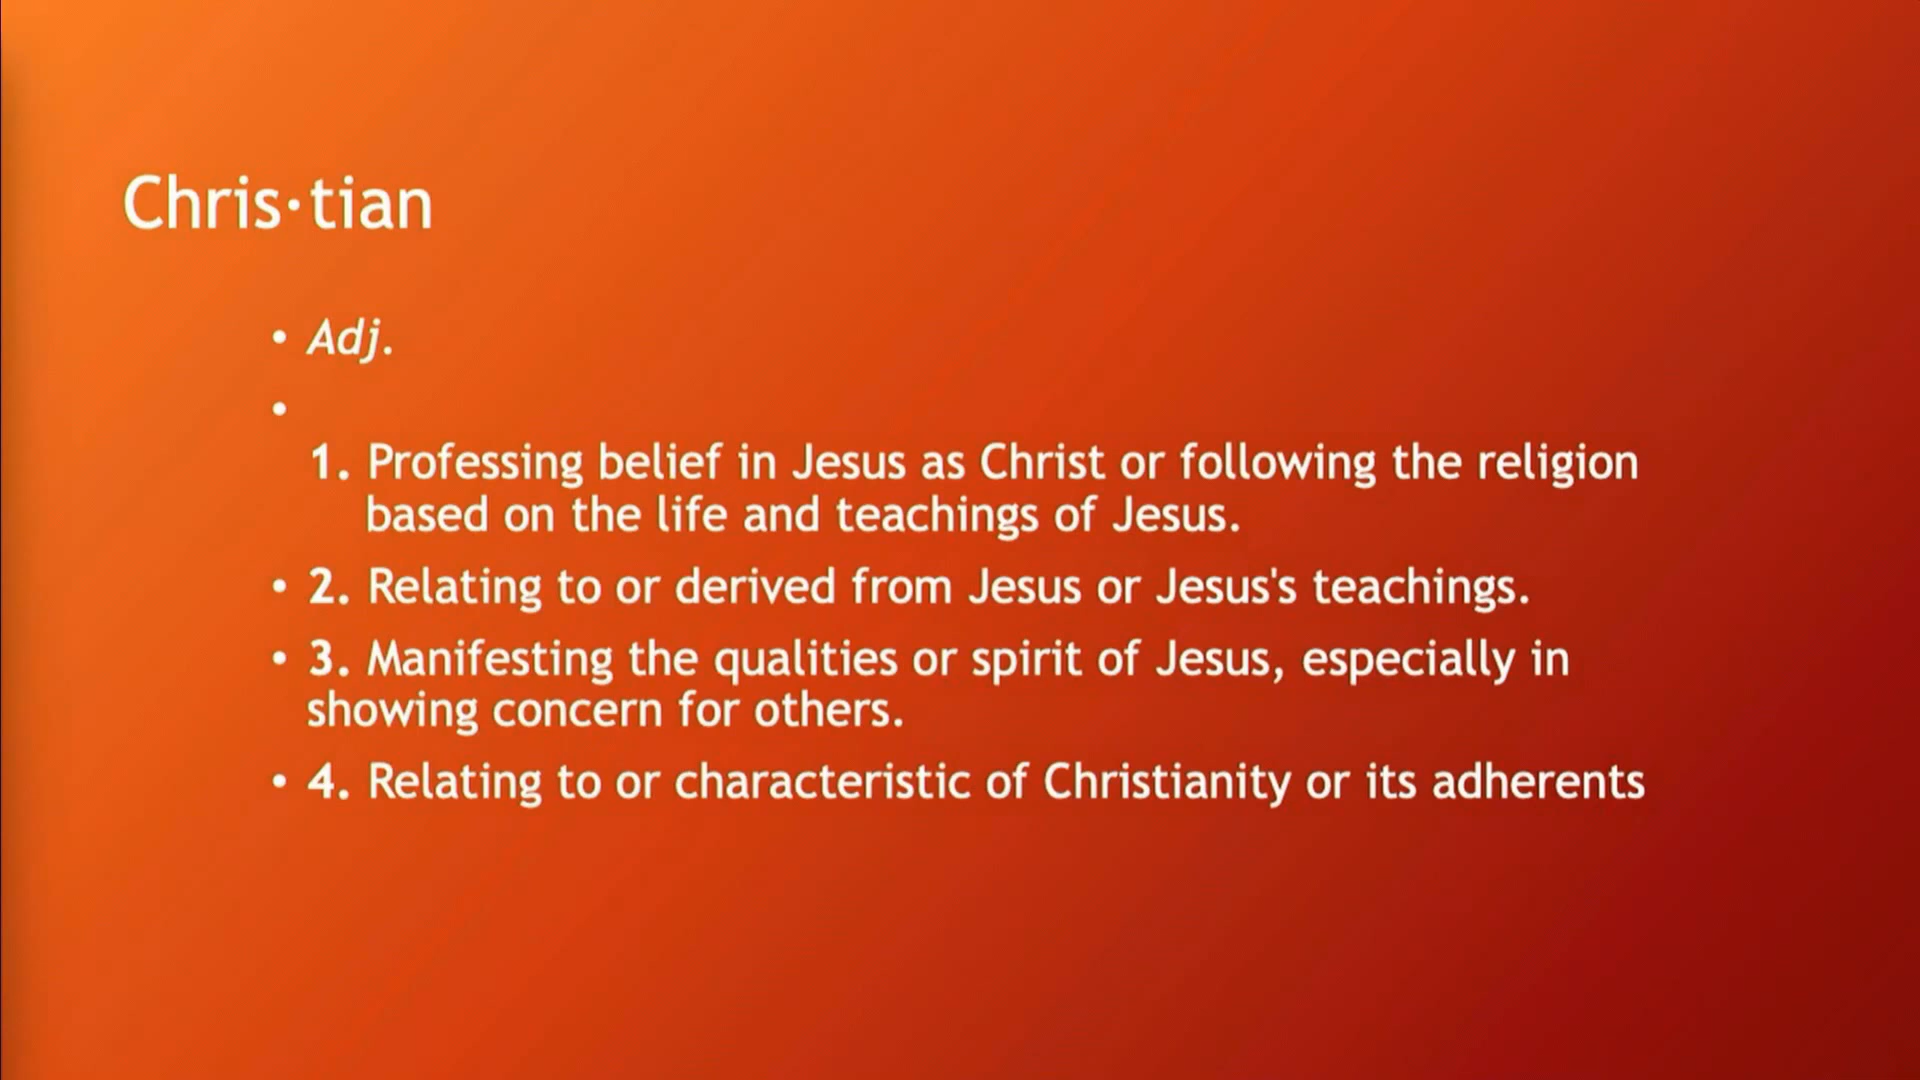 Chris·tian
• Adj.
•
1. Professing belief in Jesus as Christ or following the religion
based on the life and teachings of Jesus.
• 2. Relating to or derived from Jesus or Jesus's teachings.
• 3. Manifesting the qualities or spirit of Jesus, especially in
showing concern for others.
• 4. Relating to or characteristic of Christianity or its adherents